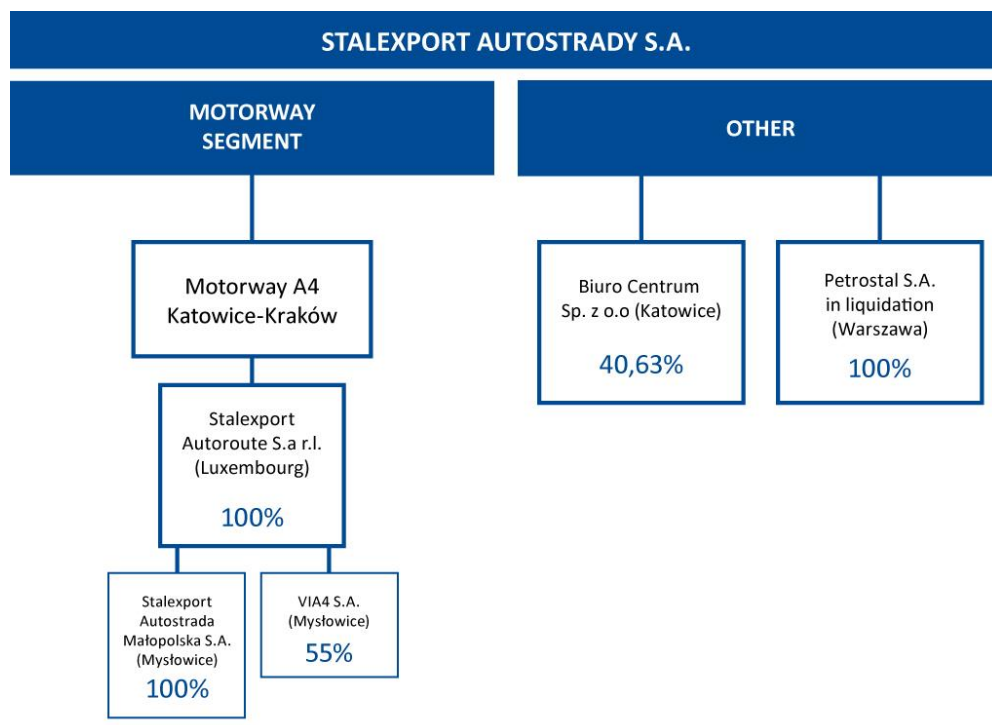 STALEXPORT AUTOSTRADY S.A.
MOTORWAY
SEGMENT
OTHER
Motorway A4
Katowice-Kraków
Biuro Centrum
Sp. z o.o (Katowice)
40,63%
Petrostal S.A.
in liquidation
(Warszawa)
100%
Stalexport
Autoroute S.a r.l.
(Luxembourg)
100%
Stalexport
Autostrada
Małopolska S.A.
(Mysłowice)
100%
VIA4 S.A.
(Mysłowice)
55%